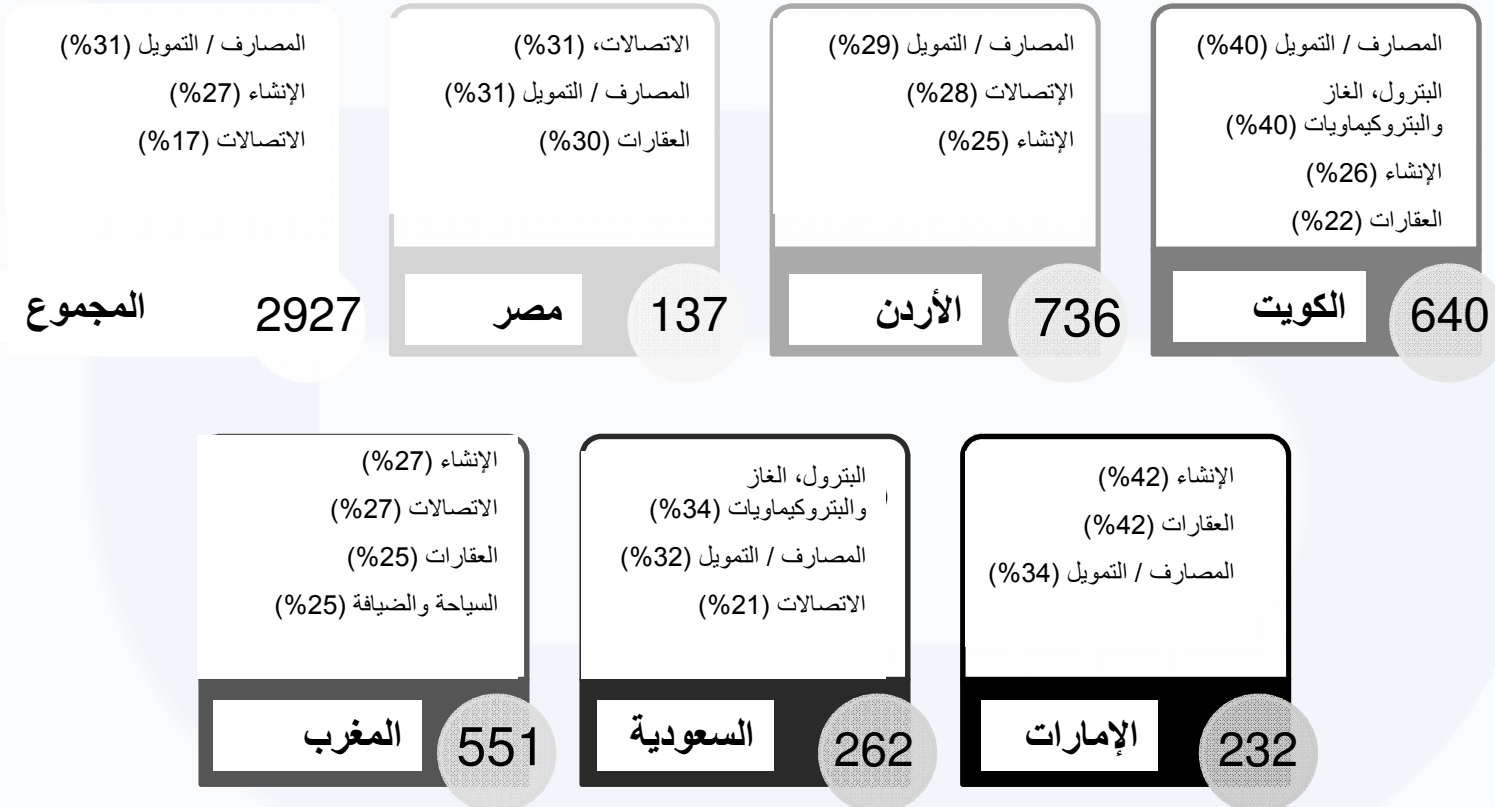 المصارف / التمويل (40%)
البترول، الغاز
والبتروكيماويات (40%)
الإنشاء (26%)
العقارات (22%)
الكويت
640
المصارف / التمويل (29%)
الإتصالات (28%)
الإنشاء (25%)
الأردن
736
الاتصالات، (31%)
المصارف / التمويل (31%)
العقارات (30%)
مصر
137
المصارف / التمويل (31%)
الإنشاء (27%)
الاتصالات (17%)
المجموع
2927
الإنشاء (42%)
العقارات (42%)
المصارف / التمويل (34%)
الإمارات
232
البترول، الغاز
والبتروكيماويات (34%)
المصارف / التمويل (32%)
الاتصالات (21%)
السعودية
262
الإنشاء (27%)
الاتصالات (27%)
العقارات (25%)
السياحة والضيافة (25%)
المغرب
551